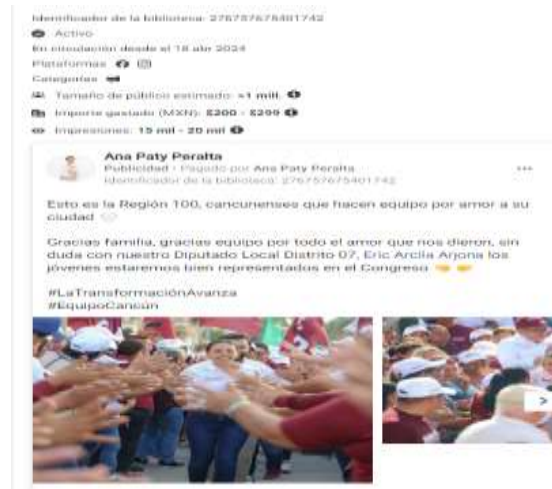 Identificador de la biblioteca: 276757675401742
Activo
En circulación desde el 18 abr 2024
Plataformas
Categorías
Tamaño de público estimado: >1 mill.
Importe gastado (MXN): $200 - $299
Impresiones: 15 mil - 20 mil
Ana Paty Peralta
Publicidad • Pagado por Ana Paty Peralta
Identificador de la biblioteca: 276757675401742
Esto es la Región 100, cancunenses que hacen equipo por amor a su
ciudad
Gracias familia, gracias equipo por todo el amor que nos dieron, sin
duda con nuestro Diputado Local Distrito 07, Eric Arcila Arjona los
jóvenes estaremos bien representados en el Congreso
#LaTransformaciónAvanza
#EquipoCancún